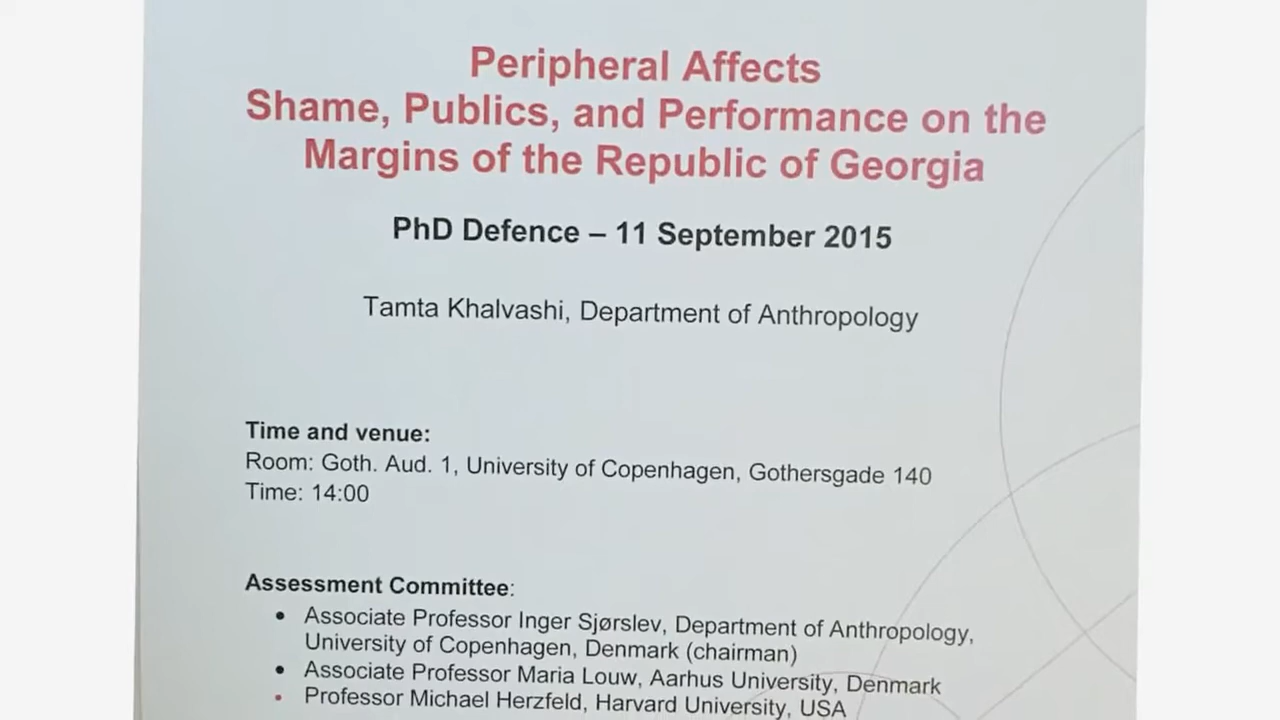 Peripheral Affects
Shame, Publics, and Performance on the
Margins of the Republic of Georgia
PhD Defence – 11 September 2015
Tamta Khalvashi, Department of Anthropology
Time and venue:
Room: Goth. Aud. 1, University of Copenhagen, Gothersgade 140
Time: 14:00
Assessment Committee:
• Associate Professor Inger Sjørslev, Department of Anthropology,
University of Copenhagen, Denmark (chairman)
• Associate Professor Maria Louw, Aarhus University, Denmark
• Professor Michael Herzfeld, Harvard University, USA